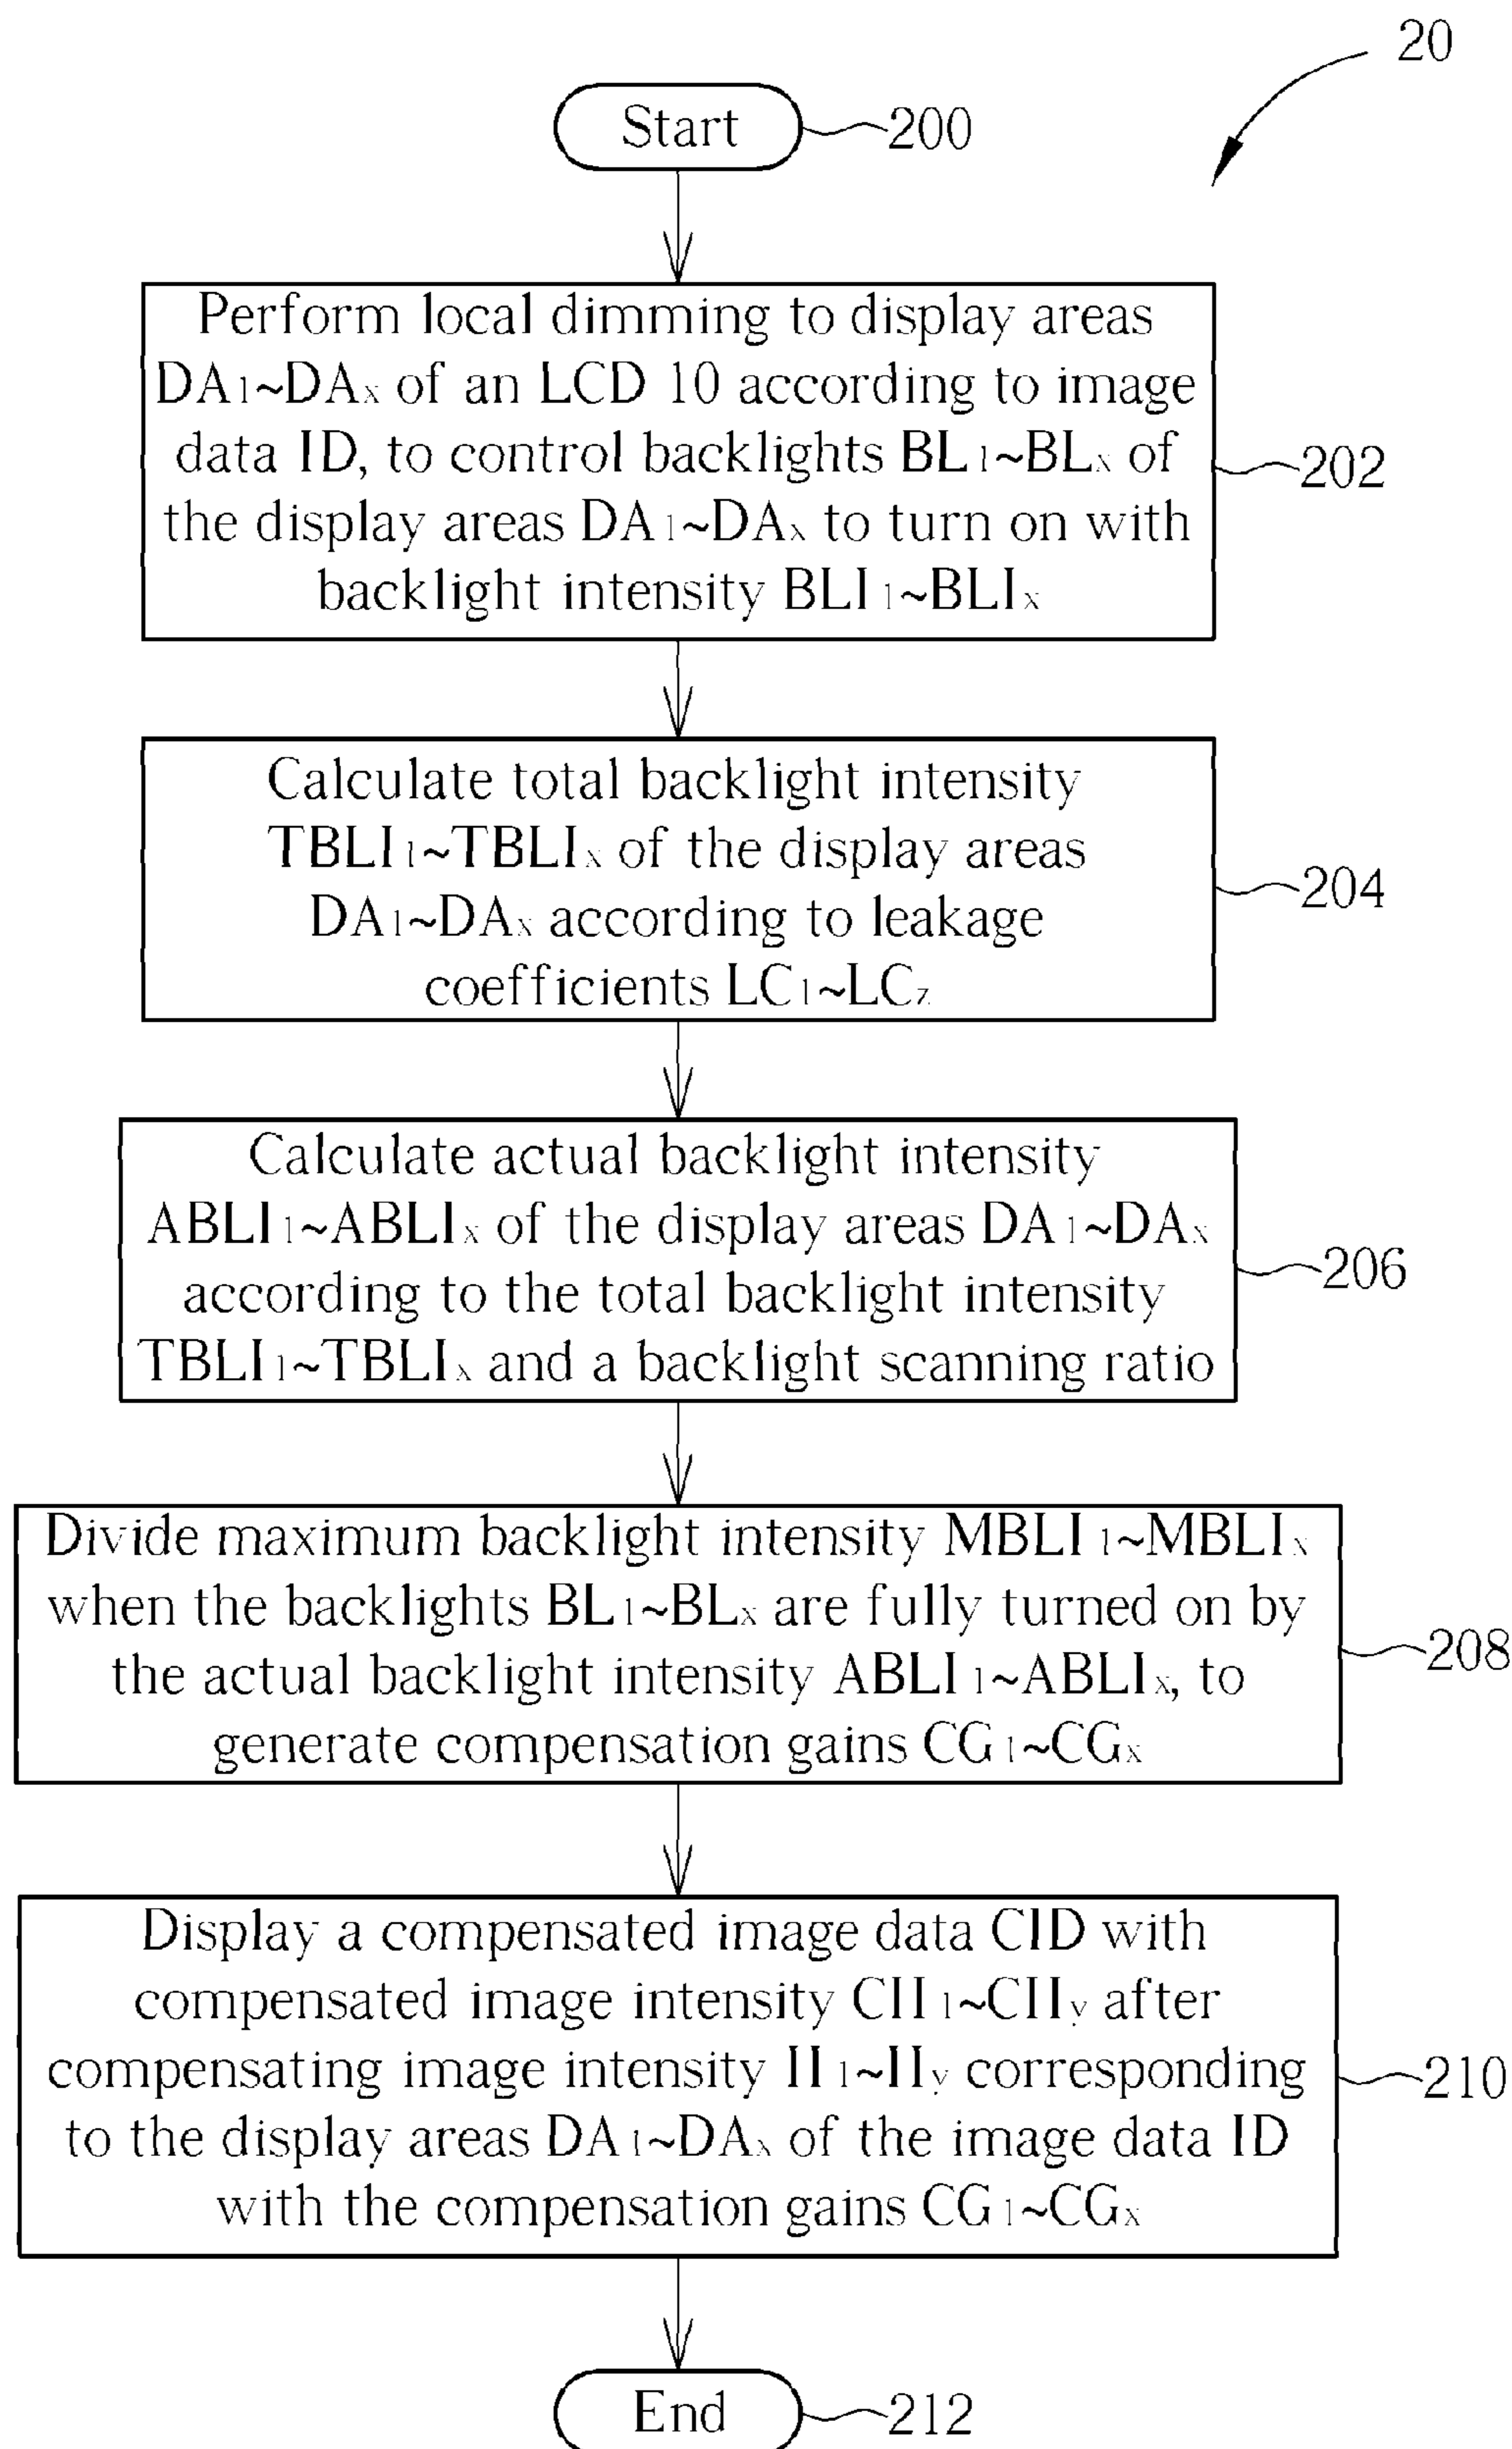 20
Start
200
Perform local dimming to display areas
DA₁~DAₓ of an LCD 10 according to image
data ID, to control backlights BL₁~BLₓ of
the display areas DA₁~DAₓ to turn on with
backlight intensity BLI₁~BLIₓ
202
Calculate total backlight intensity
TBLI₁~TBLIₓ of the display areas
DA₁~DAₓ according to leakage
coefficients LC₁~LC_z
204
Calculate actual backlight intensity
ABLI₁~ABLIₓ of the display areas DA₁~DAₓ
according to the total backlight intensity
TBLI₁~TBLIₓ and a backlight scanning ratio
206
Divide maximum backlight intensity MBLI₁~MBLIₓ
when the backlights BL₁~BLₓ are fully turned on by
the actual backlight intensity ABLI₁~ABLIₓ, to
generate compensation gains CG₁~CGₓ
208
Display a compensated image data CID with
compensated image intensity CII₁~CII_y after
compensating image intensity II₁~II_y corresponding
to the display areas DA₁~DAₓ of the image data ID
with the compensation gains CG₁~CGₓ
210
End
212